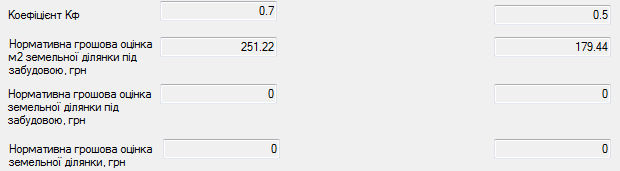 Коефіцієнт Кф 0.7 0.5
Нормативна грошова оцінка
м2 земельної ділянки під 251.22 179.44
забудовою, грн
Нормативна грошова оцінка 0 0
земельної ділянки під
забудовою, грн
Нормативна грошова оцінка 0 0
земельної ділянки, грн